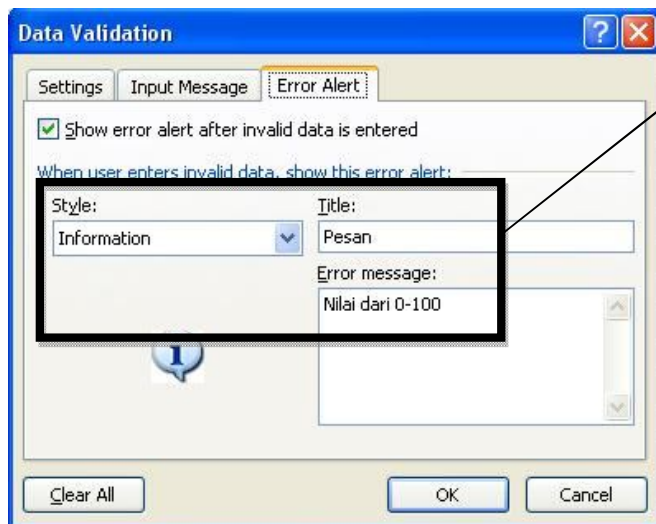 Data Validation
Settings Input Message Error Alert
Show error alert after invalid data is entered
When user enters invalid data, show this error alert:
Style: Title:
Information Pesan
Error message:
Nilai dari 0-100
Clear All OK Cancel